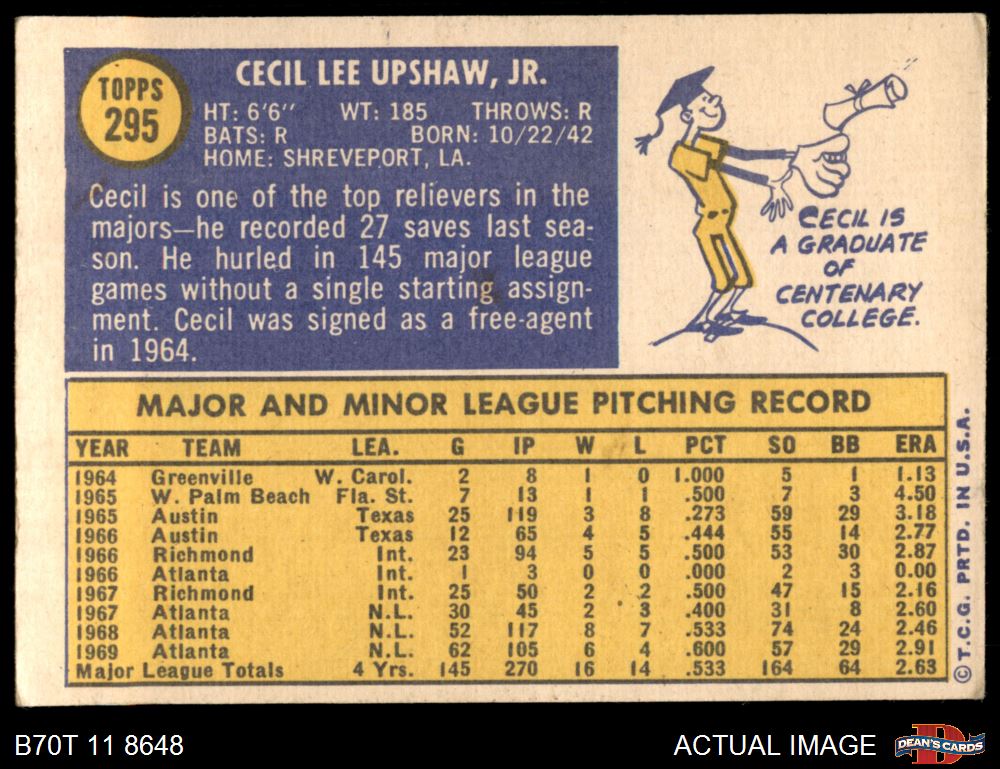 TOPPS
295
CECIL LEE UPSHAW, JR.
HT: 6'6" WT: 185 THROWS: R
BATS: R BORN: 10/22/42
HOME: SHREVEPORT, LA.
Cecil is one of the top relievers in the
majors—he recorded 27 saves last sea-
son. He hurled in 145 major league
games without a single starting assign-
ment. Cecil was signed as a free-agent
in 1964.
CECIL IS
A GRADUATE
OF
CENTENARY
COLLEGE.
MAJOR AND MINOR LEAGUE PITCHING RECORD
YEAR TEAM LEA. G IP W L PCT SO BB ERA
1964 Greenville W. Carol. 2 8 1 0 1.000 5 1 1.13
1965 W. Palm Beach Fla. St. 7 13 1 1 .500 7 3 4.50
1965 Austin Texas 25 119 3 8 .273 59 29 3.18
1966 Austin Texas 12 65 4 5 .444 55 14 2.77
1966 Richmond Int. 23 94 5 5 .500 53 30 2.87
1966 Atlanta Int. 1 3 0 0 .000 2 3 0.00
1967 Richmond Int. 25 50 2 2 .500 47 15 2.16
1967 Atlanta N.L. 30 45 2 3 .400 31 8 2.60
1968 Atlanta N.L. 52 117 8 7 .533 74 24 2.46
1969 Atlanta N.L. 62 105 6 4 .600 57 29 2.91
Major League Totals 4 Yrs. 145 270 16 14 .533 164 64 2.63
© T.C.G. PRTD. IN U.S.A.
B70T 11 8648
ACTUAL IMAGE
D
DEAN'S CARDS